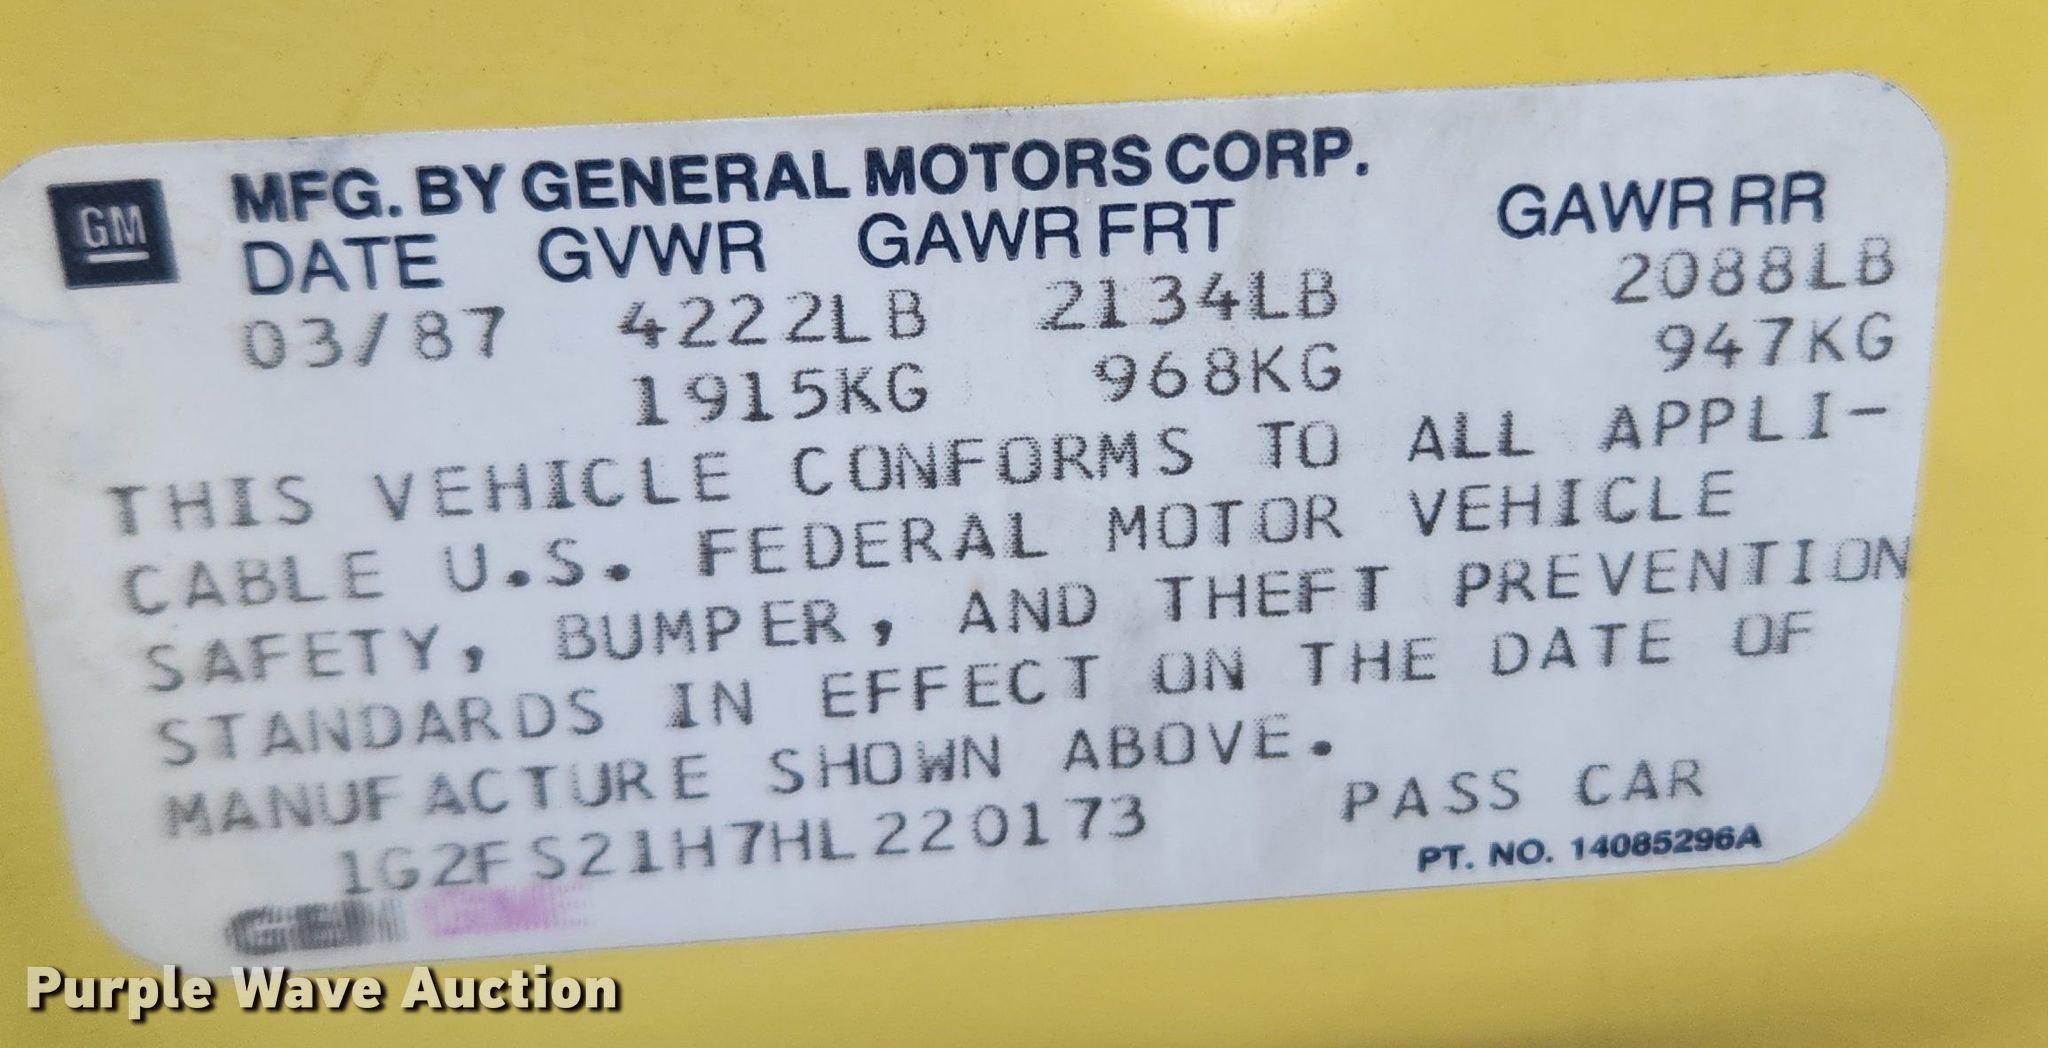 GM
MFG. BY GENERAL MOTORS CORP.
DATE GVWR GAWR FRT GAWR RR
03/87 4222LB 2134LB 2088LB
1915KG 968KG 947KG
THIS VEHICLE CONFORMS TO ALL APPLI-
CABLE U.S. FEDERAL MOTOR VEHICLE
SAFETY, BUMPER, AND THEFT PREVENTION
STANDARDS IN EFFECT ON THE DATE OF
MANUFACTURE SHOWN ABOVE.
1G2FS21H7HL220173 PASS CAR
PT. NO. 14085296A
Purple Wave Auction